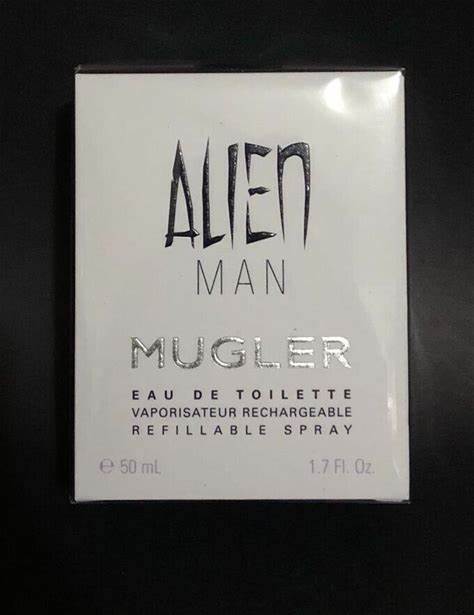 ALIEN
MAN
MUGLER
EAU DE TOILETTE
VAPORISATEUR RECHARGEABLE
REFILLABLE SPRAY
℮ 50 mL 1.7 Fl. Oz.